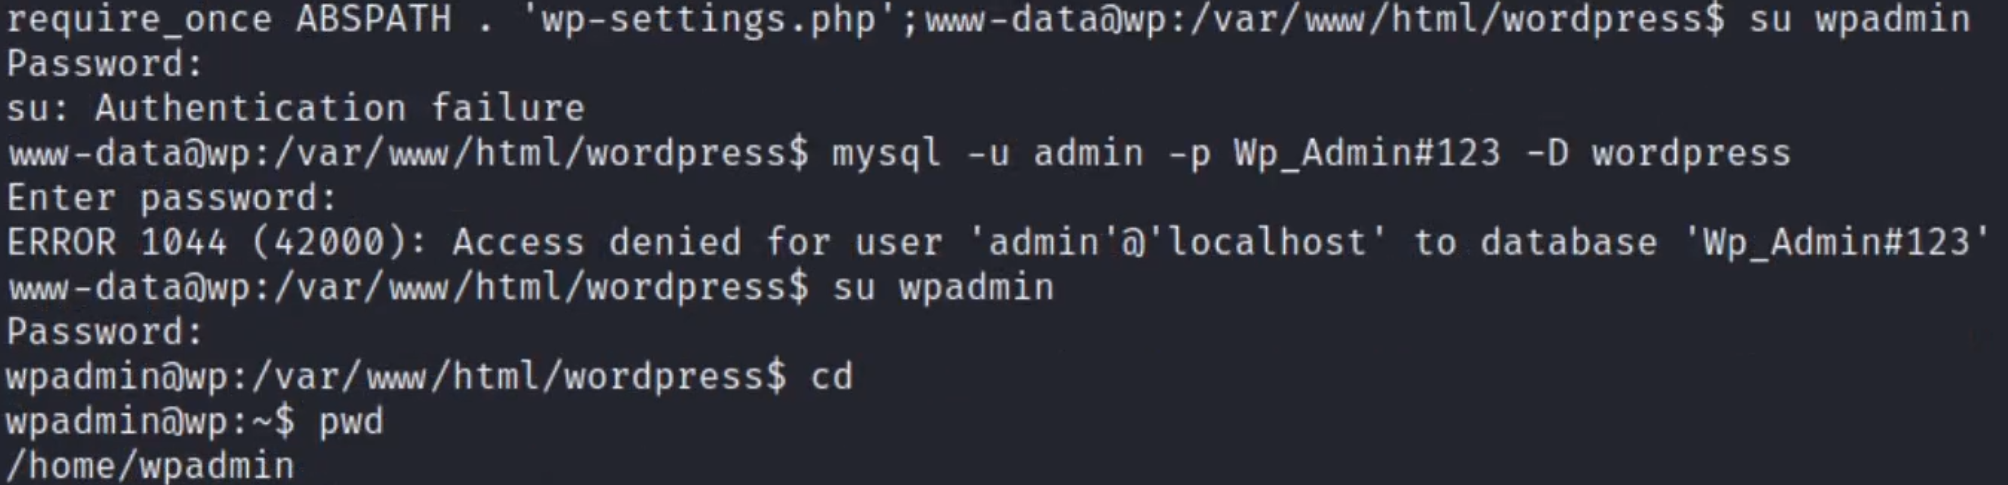 require_once ABSPATH . 'wp-settings.php';www-data@wp:/var/www/html/wordpress$ su wpadmin
Password:
su: Authentication failure
www-data@wp:/var/www/html/wordpress$ mysql -u admin -p Wp_Admin#123 -D wordpress
Enter password:
ERROR 1044 (42000): Access denied for user 'admin'@'localhost' to database 'Wp_Admin#123'
www-data@wp:/var/www/html/wordpress$ su wpadmin
Password:
wpadmin@wp:/var/www/html/wordpress$ cd
wpadmin@wp:~$ pwd
/home/wpadmin